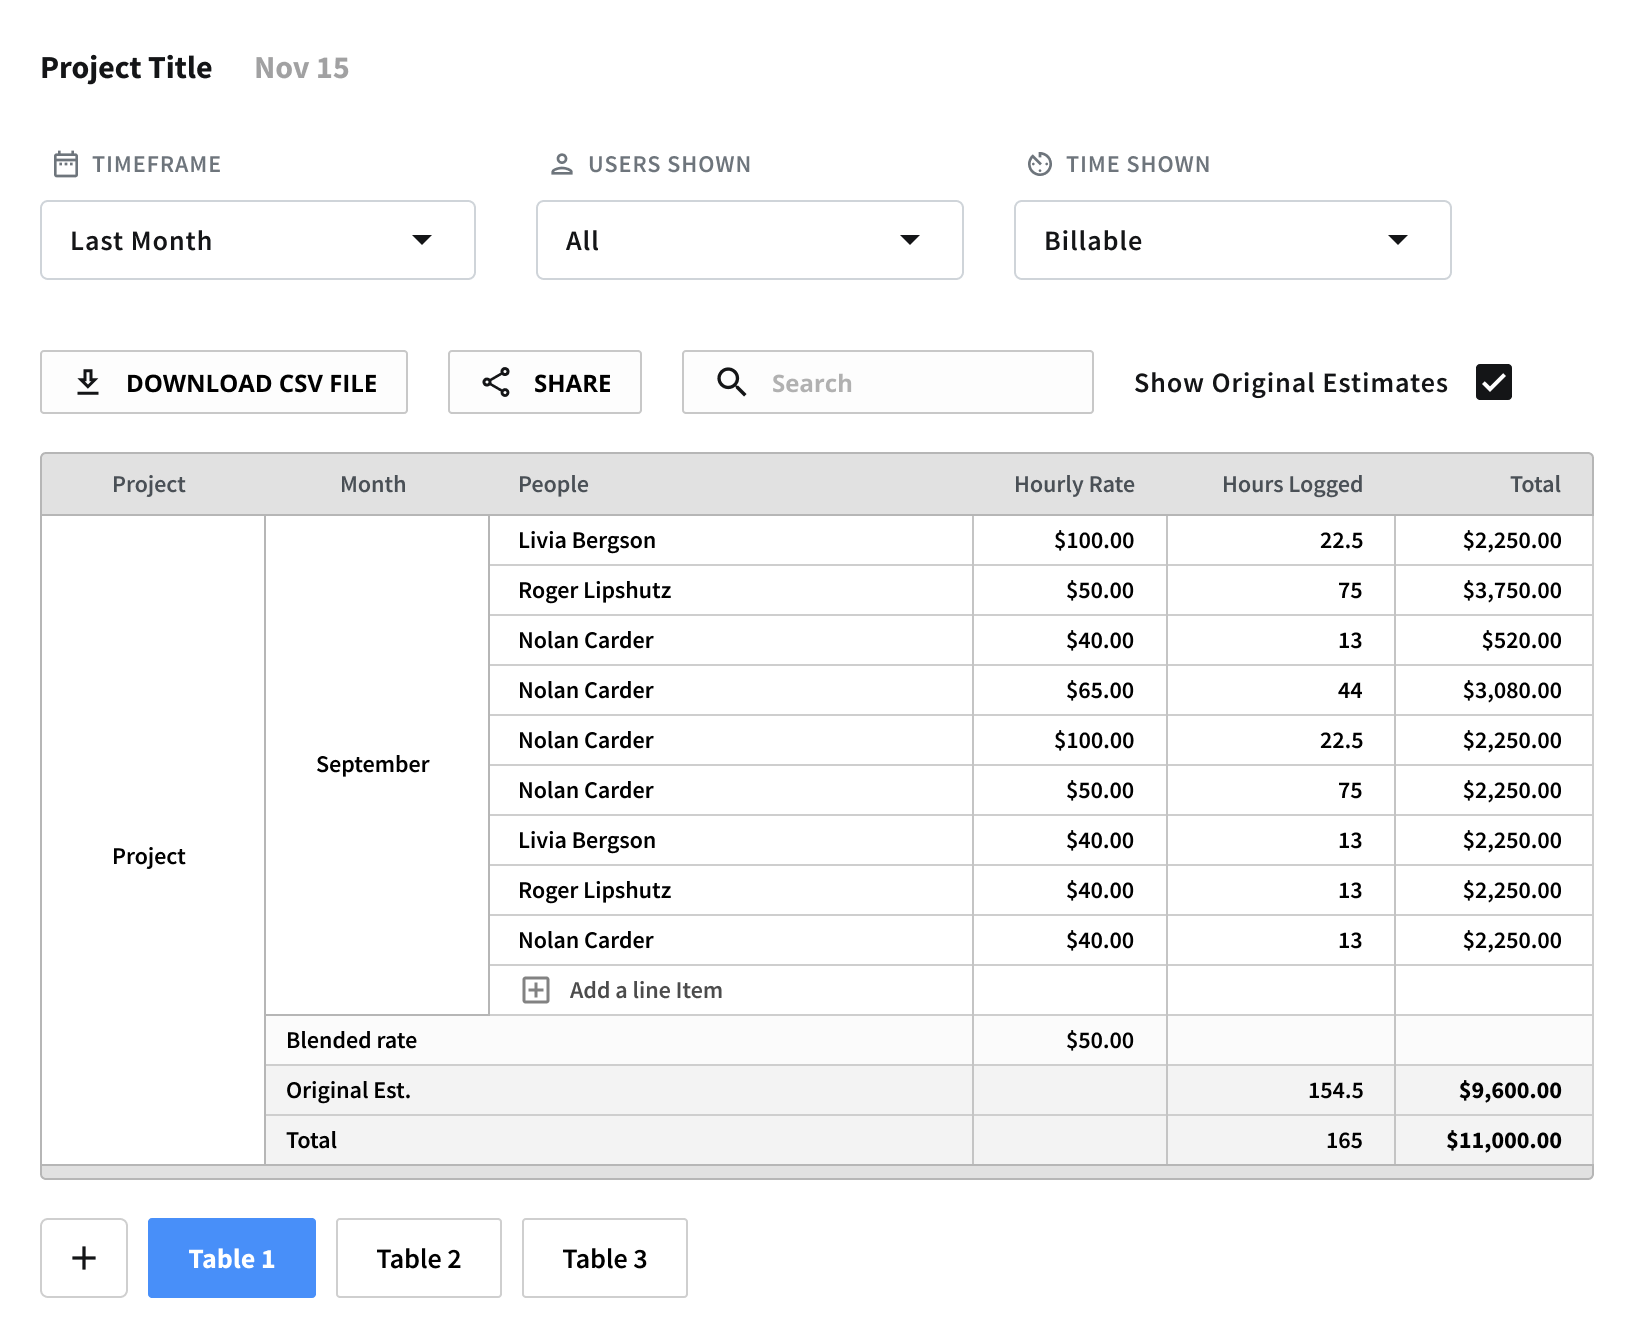 Project Title Nov 15
TIMEFRAME USERS SHOWN TIME SHOWN
Last Month All Billable
DOWNLOAD CSV FILE SHARE Search Show Original Estimates
Project Month People Hourly Rate Hours Logged Total
Livia Bergson $100.00 22.5 $2,250.00
Roger Lipshutz $50.00 75 $3,750.00
Nolan Carder $40.00 13 $520.00
Nolan Carder $65.00 44 $3,080.00
Nolan Carder $100.00 22.5 $2,250.00
September
Nolan Carder $50.00 75 $2,250.00
Livia Bergson $40.00 13 $2,250.00
Project
Roger Lipshutz $40.00 13 $2,250.00
Nolan Carder $40.00 13 $2,250.00
Add a line Item
Blended rate $50.00
Original Est. 154.5 $9,600.00
Total 165 $11,000.00
+ Table 1 Table 2 Table 3